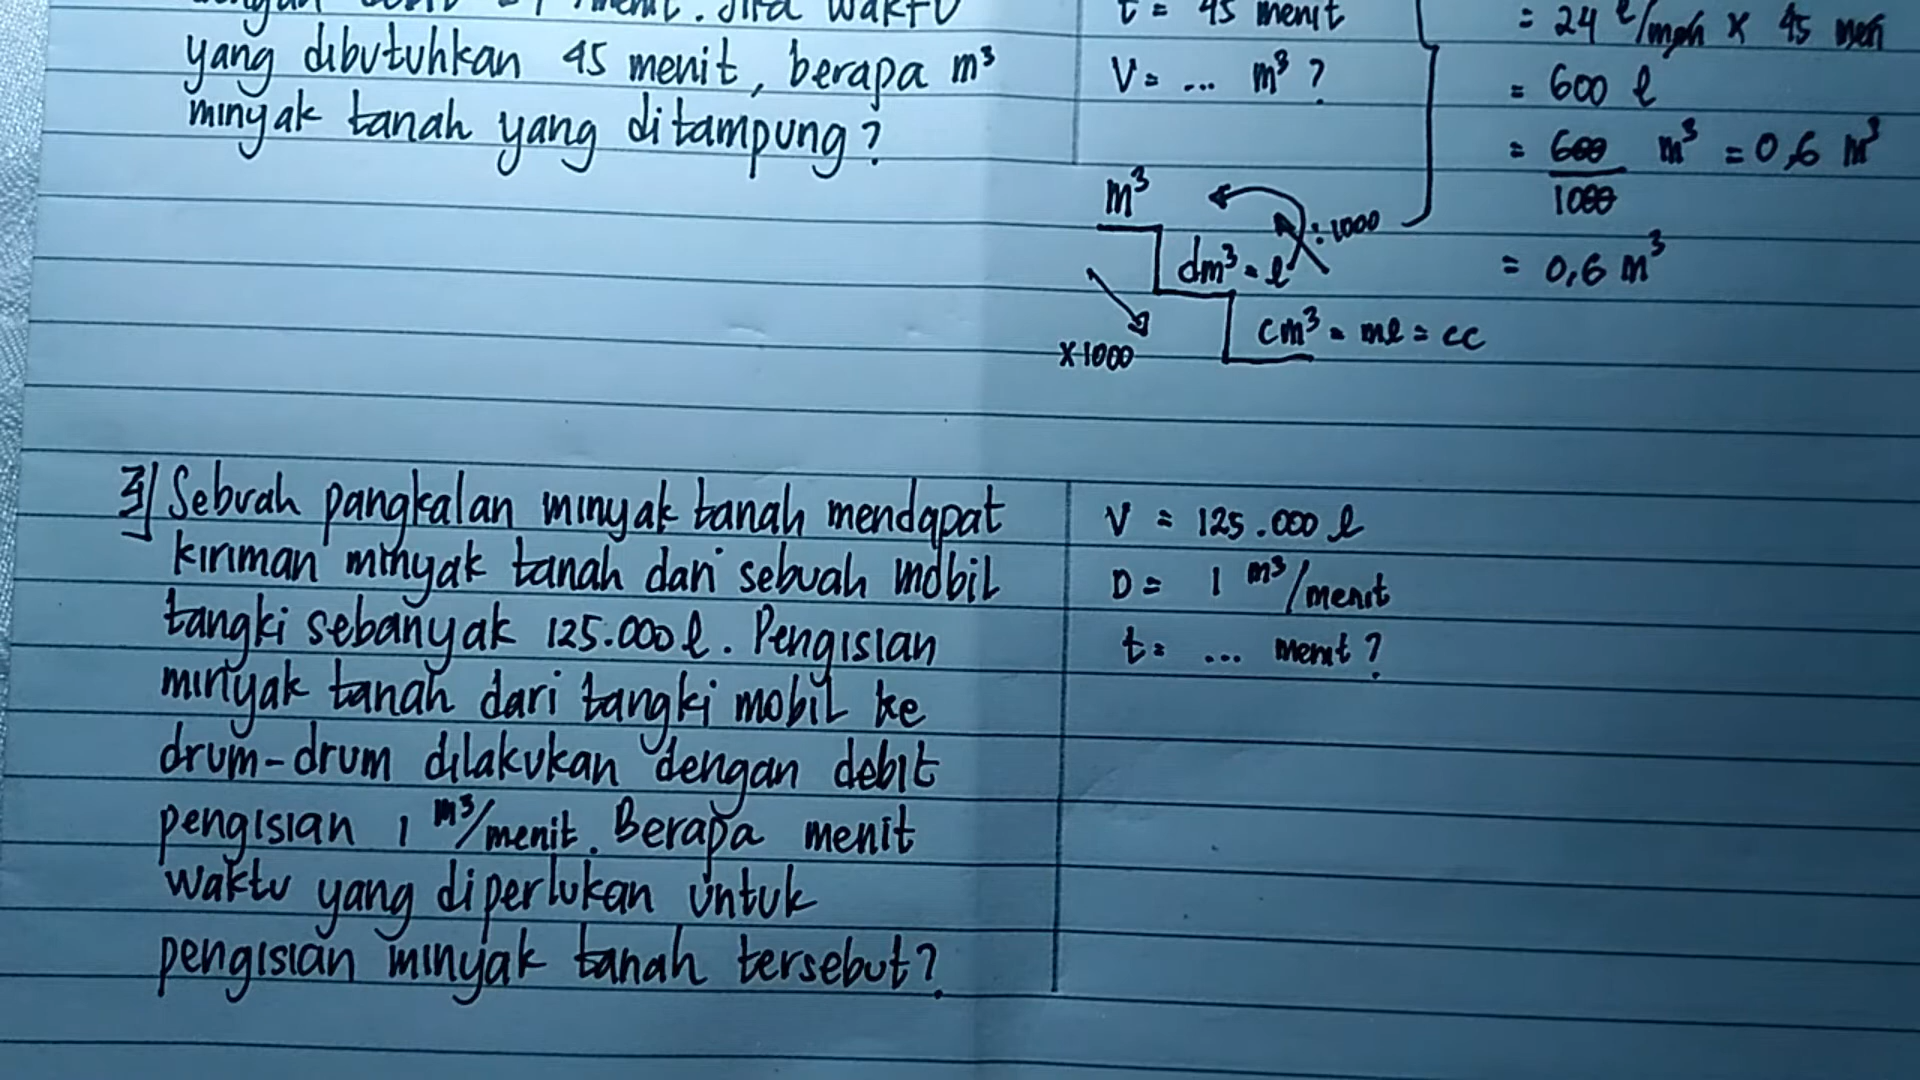 yang dibutuhkan 45 menit, berapa m³
minyak tanah yang ditampung?
t = 45 menit
V = ... m³ ?
= 24 l/menit x 45 men
= 600 l
= 600/1000 m³ = 0,6 m³
= 0,6 m³
m³
: 1000
dm³ = l
cm³ = ml = cc
x 1000
3] Sebuah pangkalan minyak tanah mendapat
kiriman minyak tanah dari sebuah mobil
tangki sebanyak 125.000 l. Pengisian
minyak tanah dari tangki mobil ke
drum-drum dilakukan dengan debit
pengisian 1 m³/menit. Berapa menit
waktu yang diperlukan untuk
pengisian minyak tanah tersebut?
V = 125.000 l
D = 1 m³/menit
t = ... menit ?